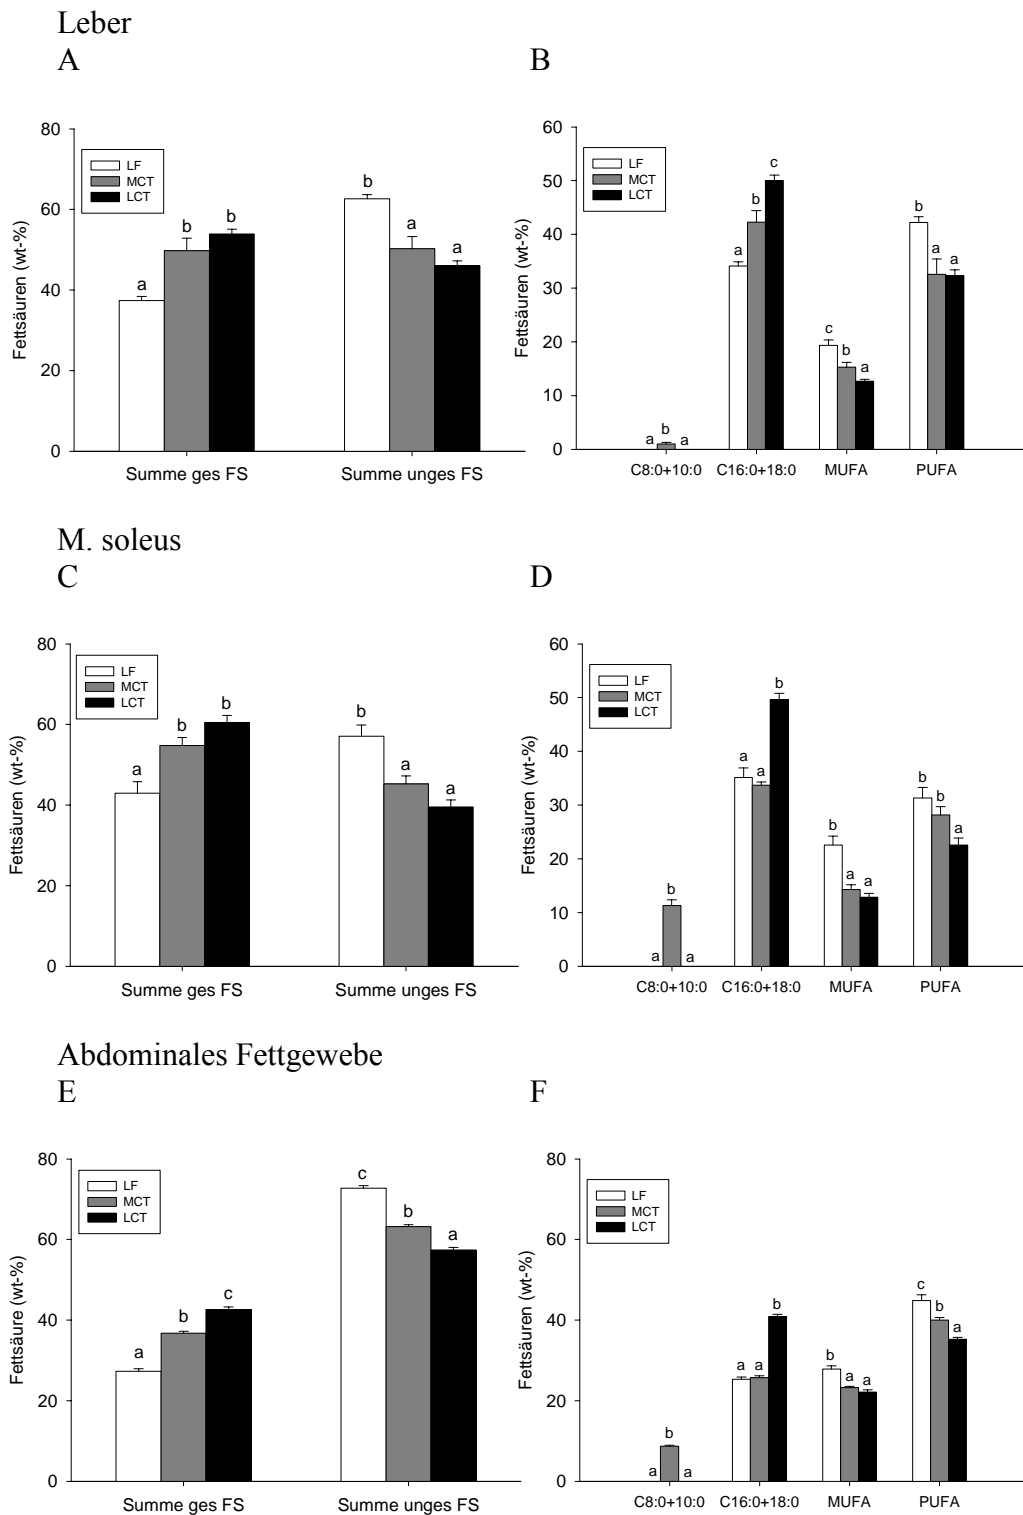 Leber
A
B
80
60
40
20
0
Fettsäuren (wt-%)
LF
MCT
LCT
a
b
b
b
a
a
Summe ges FS
Summe unges FS
60
50
40
30
20
10
0
Fettsäuren (wt-%)
LF
MCT
LCT
a
b
a
a
b
c
c
b
a
b
a
a
C8:0+10:0
C16:0+18:0
MUFA
PUFA
M. soleus
C
D
80
60
40
20
0
Fettsäuren (wt-%)
LF
MCT
LCT
a
b
b
b
a
a
Summe ges FS
Summe unges FS
60
50
40
30
20
10
0
Fettsäuren (wt-%)
LF
MCT
LCT
a
b
a
a
a
b
b
a
a
b
b
a
C8:0+10:0
C16:0+18:0
MUFA
PUFA
Abdominales Fettgewebe
E
F
80
60
40
20
0
Fettsäure (wt-%)
LF
MCT
LCT
a
b
c
c
b
a
Summe ges FS
Summe unges FS
80
60
40
20
0
Fettsäuren (wt-%)
LF
MCT
LCT
a
b
a
a
a
b
b
a
a
c
b
a
C8:0+10:0
C16:0+18:0
MUFA
PUFA